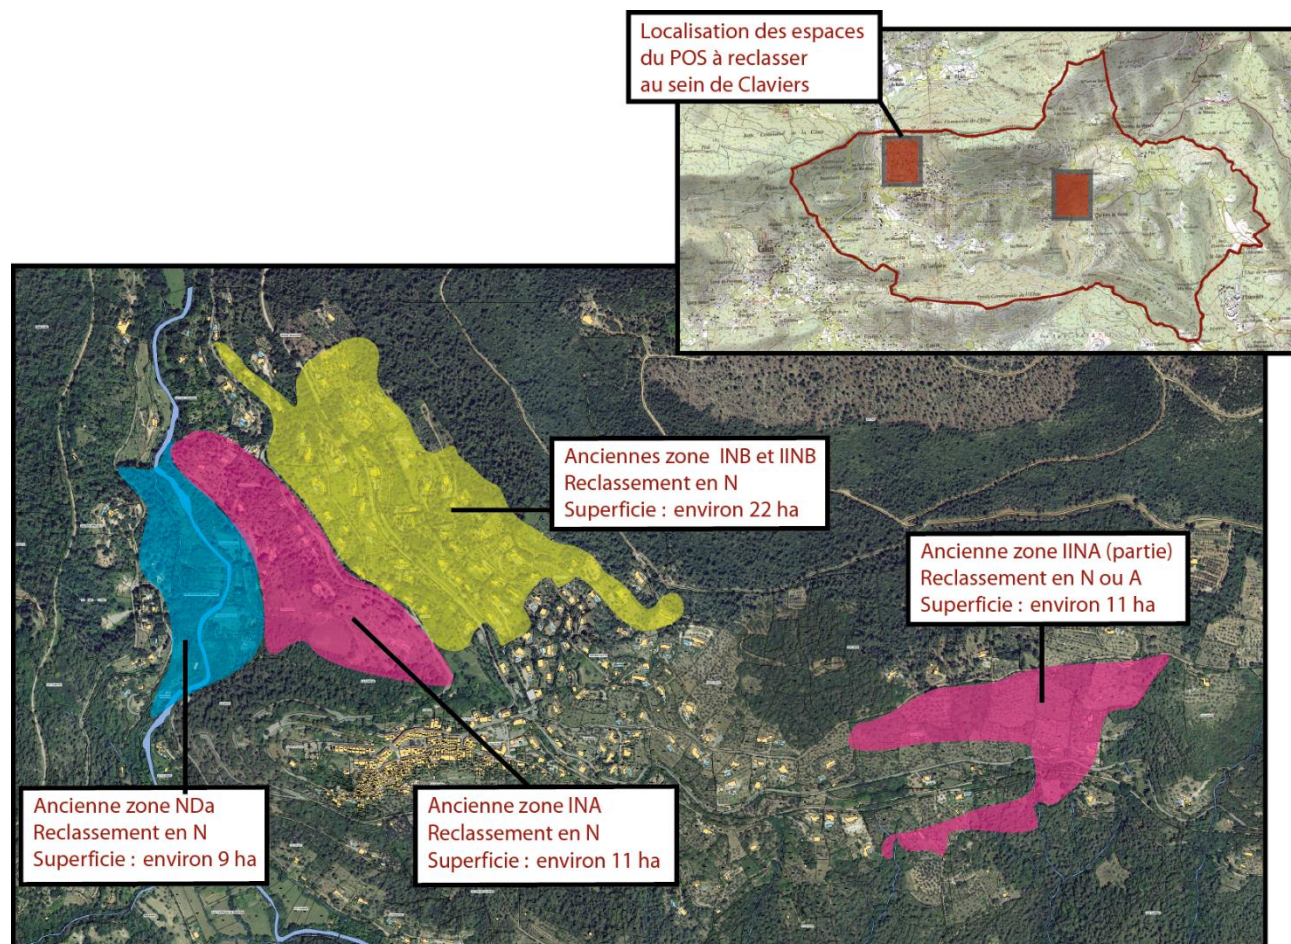 Localisation des espaces
du POS à reclasser
au sein de Claviers
Anciennes zone INB et IINB
Reclassement en N
Superficie : environ 22 ha
Ancienne zone IINA (partie)
Reclassement en N ou A
Superficie : environ 11 ha
Ancienne zone NDa
Reclassement en N
Superficie : environ 9 ha
Ancienne zone INA
Reclassement en N
Superficie : environ 11 ha